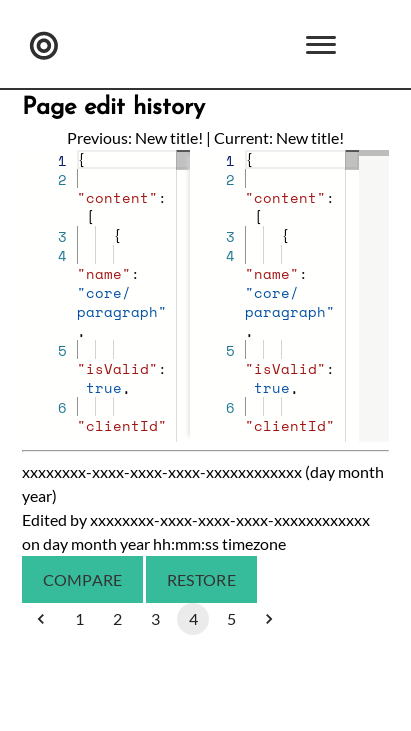 Page edit history
Previous: New title! | Current: New title!
1 {
2
"content":
[
3 {
4
"name":
"core/
paragraph"
,
5
"isValid":
true,
6
"clientId"
1 {
2
"content":
[
3 {
4
"name":
"core/
paragraph"
,
5
"isValid":
true,
6
"clientId"
xxxxxxxx-xxxx-xxxx-xxxx-xxxxxxxxxxxx (day month
year)
Edited by xxxxxxxx-xxxx-xxxx-xxxx-xxxxxxxxxxxx
on day month year hh:mm:ss timezone
COMPARE RESTORE
1 2 3 4 5